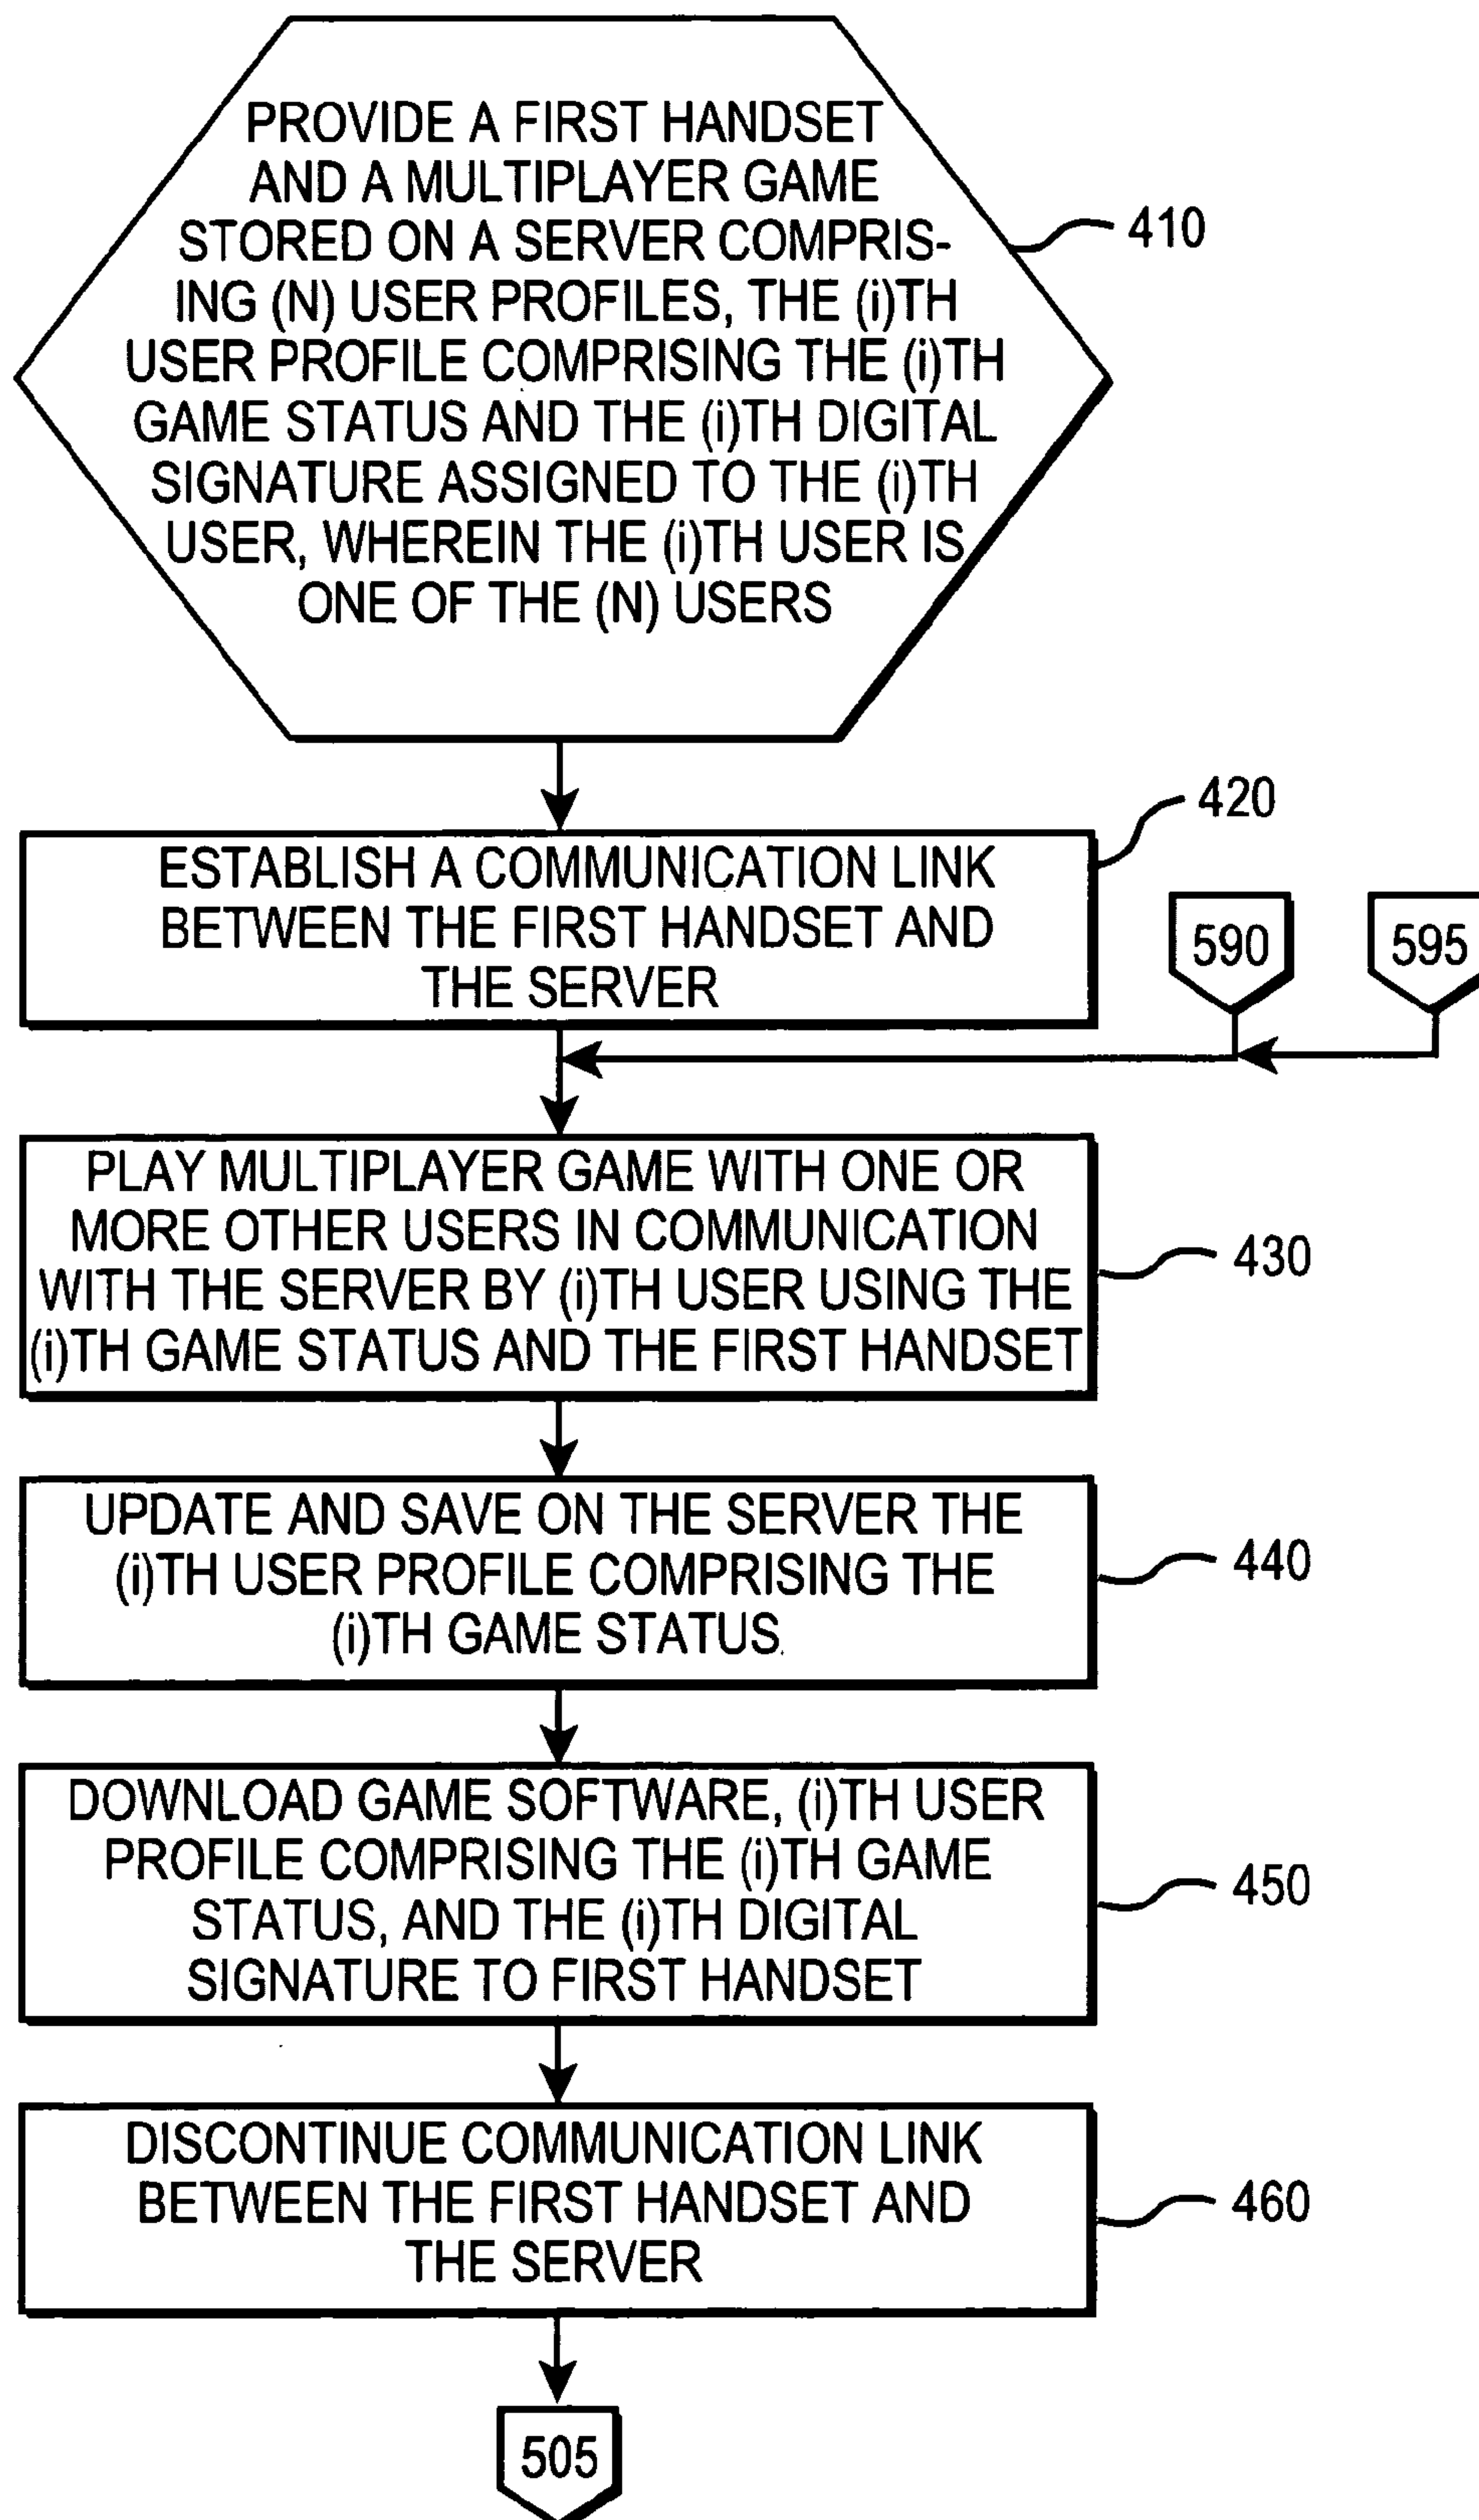 PROVIDE A FIRST HANDSET
AND A MULTIPLAYER GAME
STORED ON A SERVER COMPRIS-
ING (N) USER PROFILES, THE (i)TH
USER PROFILE COMPRISING THE (i)TH
GAME STATUS AND THE (i)TH DIGITAL
SIGNATURE ASSIGNED TO THE (i)TH
USER, WHEREIN THE (i)TH USER IS
ONE OF THE (N) USERS
410
420
ESTABLISH A COMMUNICATION LINK
BETWEEN THE FIRST HANDSET AND
THE SERVER
590
595
PLAY MULTIPLAYER GAME WITH ONE OR
MORE OTHER USERS IN COMMUNICATION
WITH THE SERVER BY (i)TH USER USING THE
(i)TH GAME STATUS AND THE FIRST HANDSET
430
UPDATE AND SAVE ON THE SERVER THE
(i)TH USER PROFILE COMPRISING THE
(i)TH GAME STATUS.
440
DOWNLOAD GAME SOFTWARE, (i)TH USER
PROFILE COMPRISING THE (i)TH GAME
STATUS, AND THE (i)TH DIGITAL
SIGNATURE TO FIRST HANDSET
450
DISCONTINUE COMMUNICATION LINK
BETWEEN THE FIRST HANDSET AND
THE SERVER
460
505